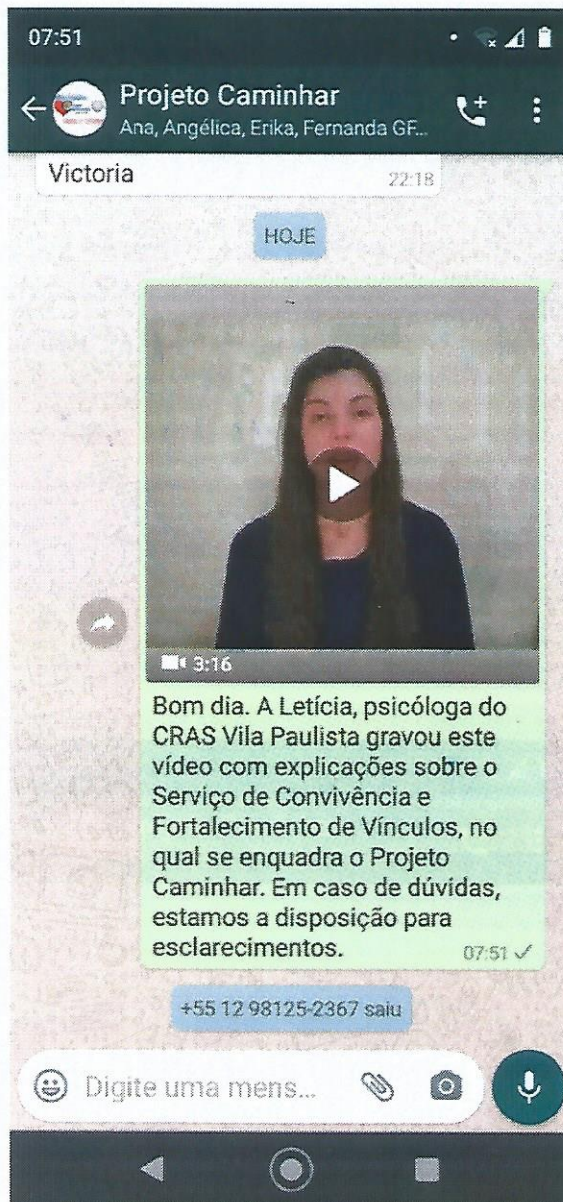 07:51
Projeto Caminhar
Ana, Angélica, Erika, Fernanda GF...
Victoria
22:18
HOJE
3:16
Bom dia. A Letícia, psicóloga do
CRAS Vila Paulista gravou este
vídeo com explicações sobre o
Serviço de Convivência e
Fortalecimento de Vínculos, no
qual se enquadra o Projeto
Caminhar. Em caso de dúvidas,
estamos a disposição para
esclarecimentos.
07:51
+55 12 98125-2367 saiu
Digite uma mens...